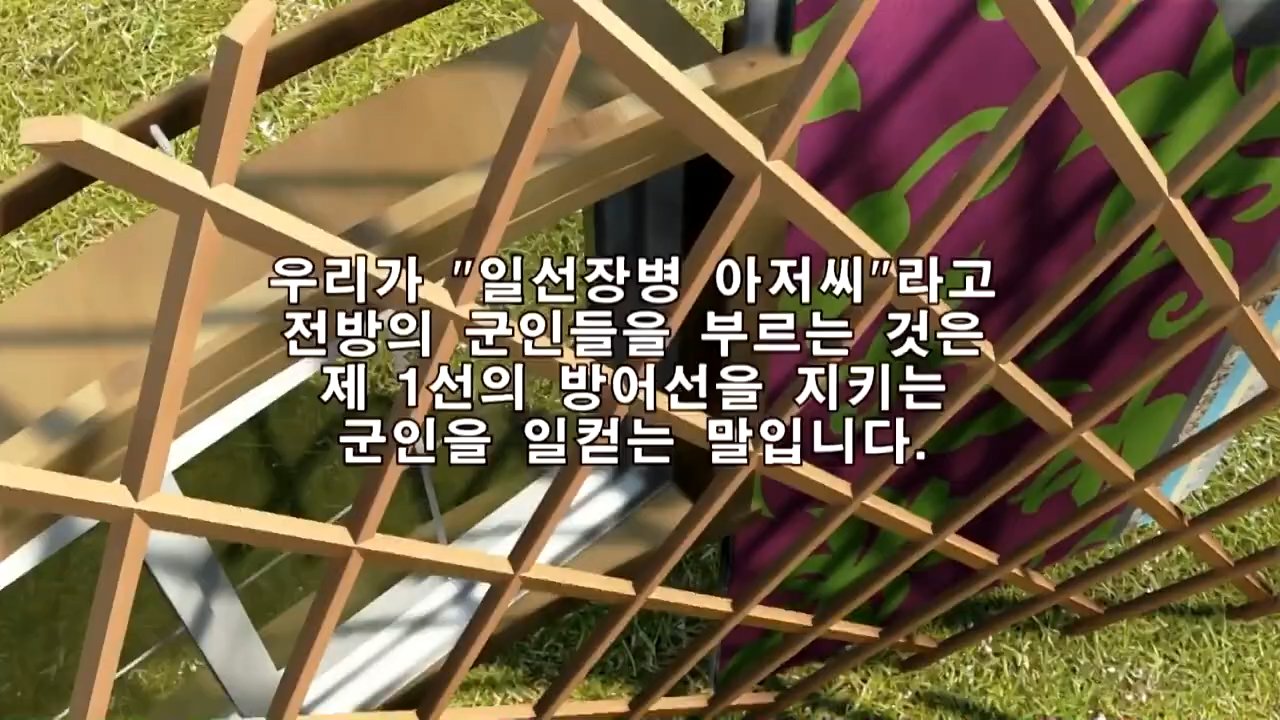 우리가 "일선장병 아저씨"라고
전방의 군인들을 부르는 것은
제 1선의 방어선을 지키는
군인을 일컫는 말입니다.